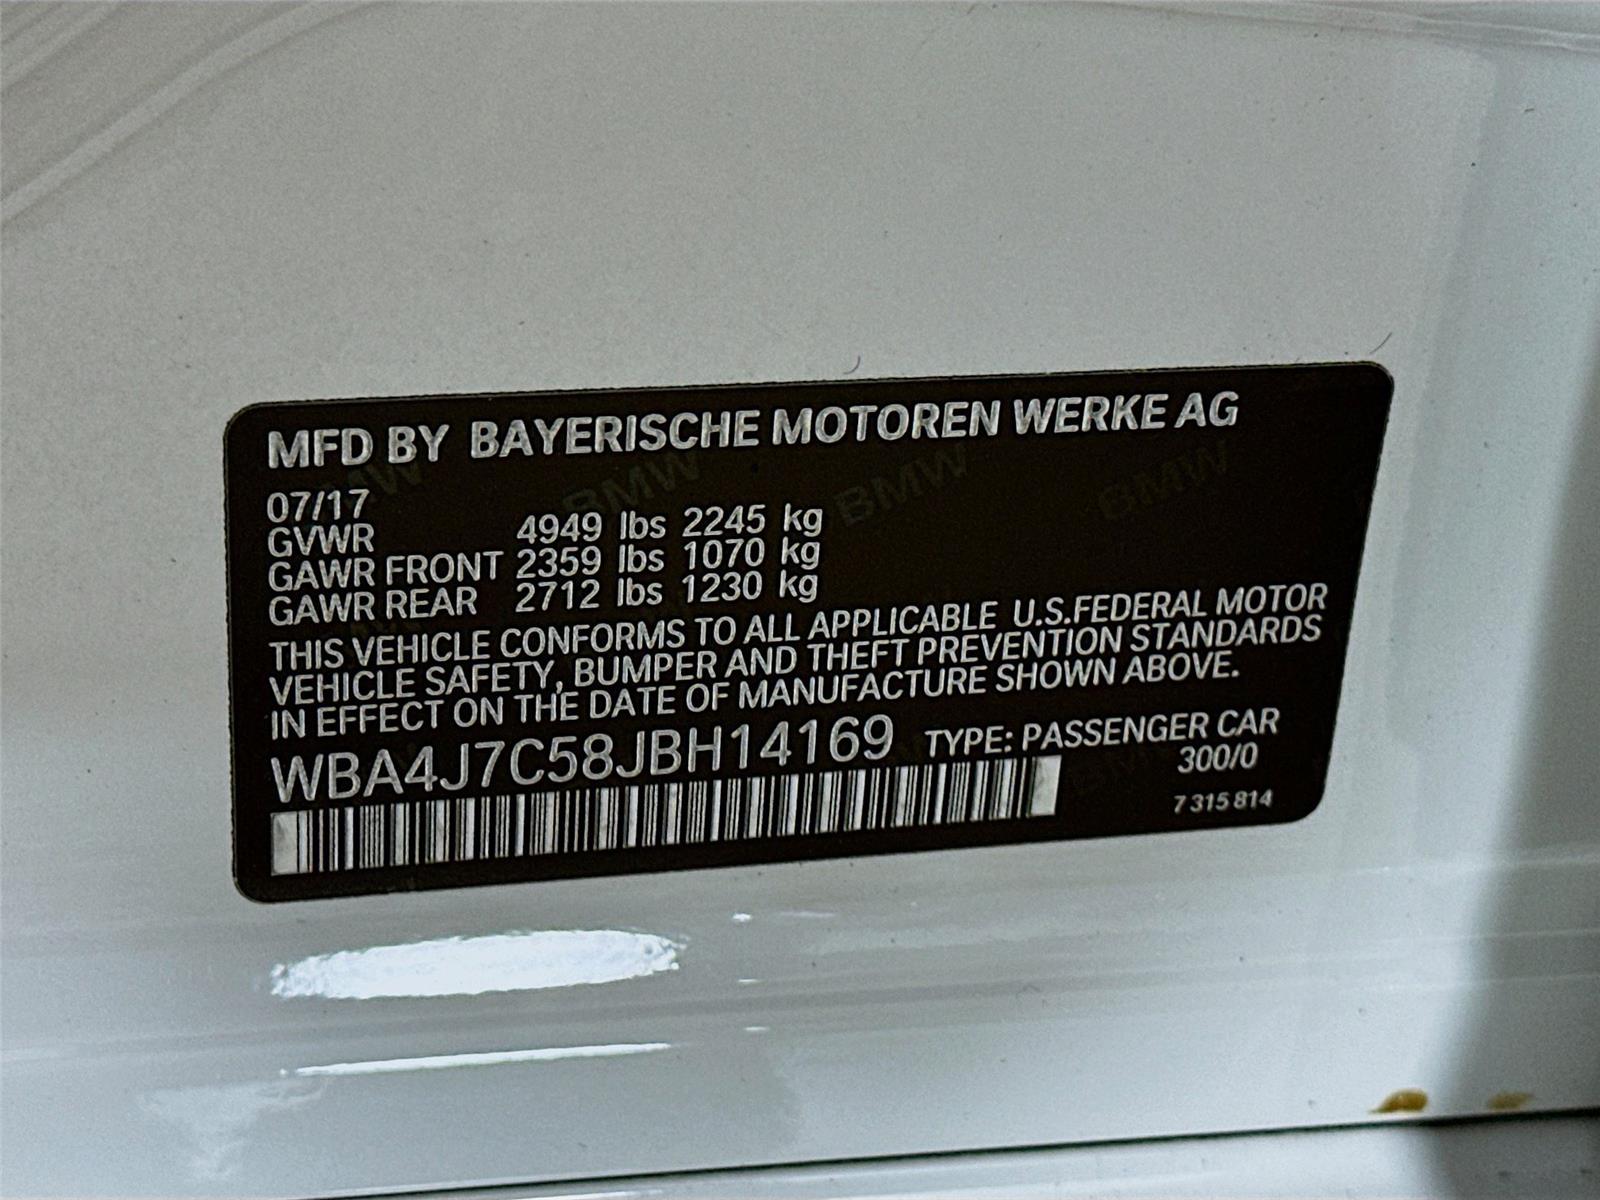 MFD BY BAYERISCHE MOTOREN WERKE AG
07/17
GVWR 4949 lbs 2245 kg
GAWR FRONT 2359 lbs 1070 kg
GAWR REAR 2712 lbs 1230 kg
THIS VEHICLE CONFORMS TO ALL APPLICABLE U.S.FEDERAL MOTOR
VEHICLE SAFETY, BUMPER AND THEFT PREVENTION STANDARDS
IN EFFECT ON THE DATE OF MANUFACTURE SHOWN ABOVE.
WBA4J7C58JBH14169 TYPE: PASSENGER CAR
300/0
7 315 814
BMW BMW BMW